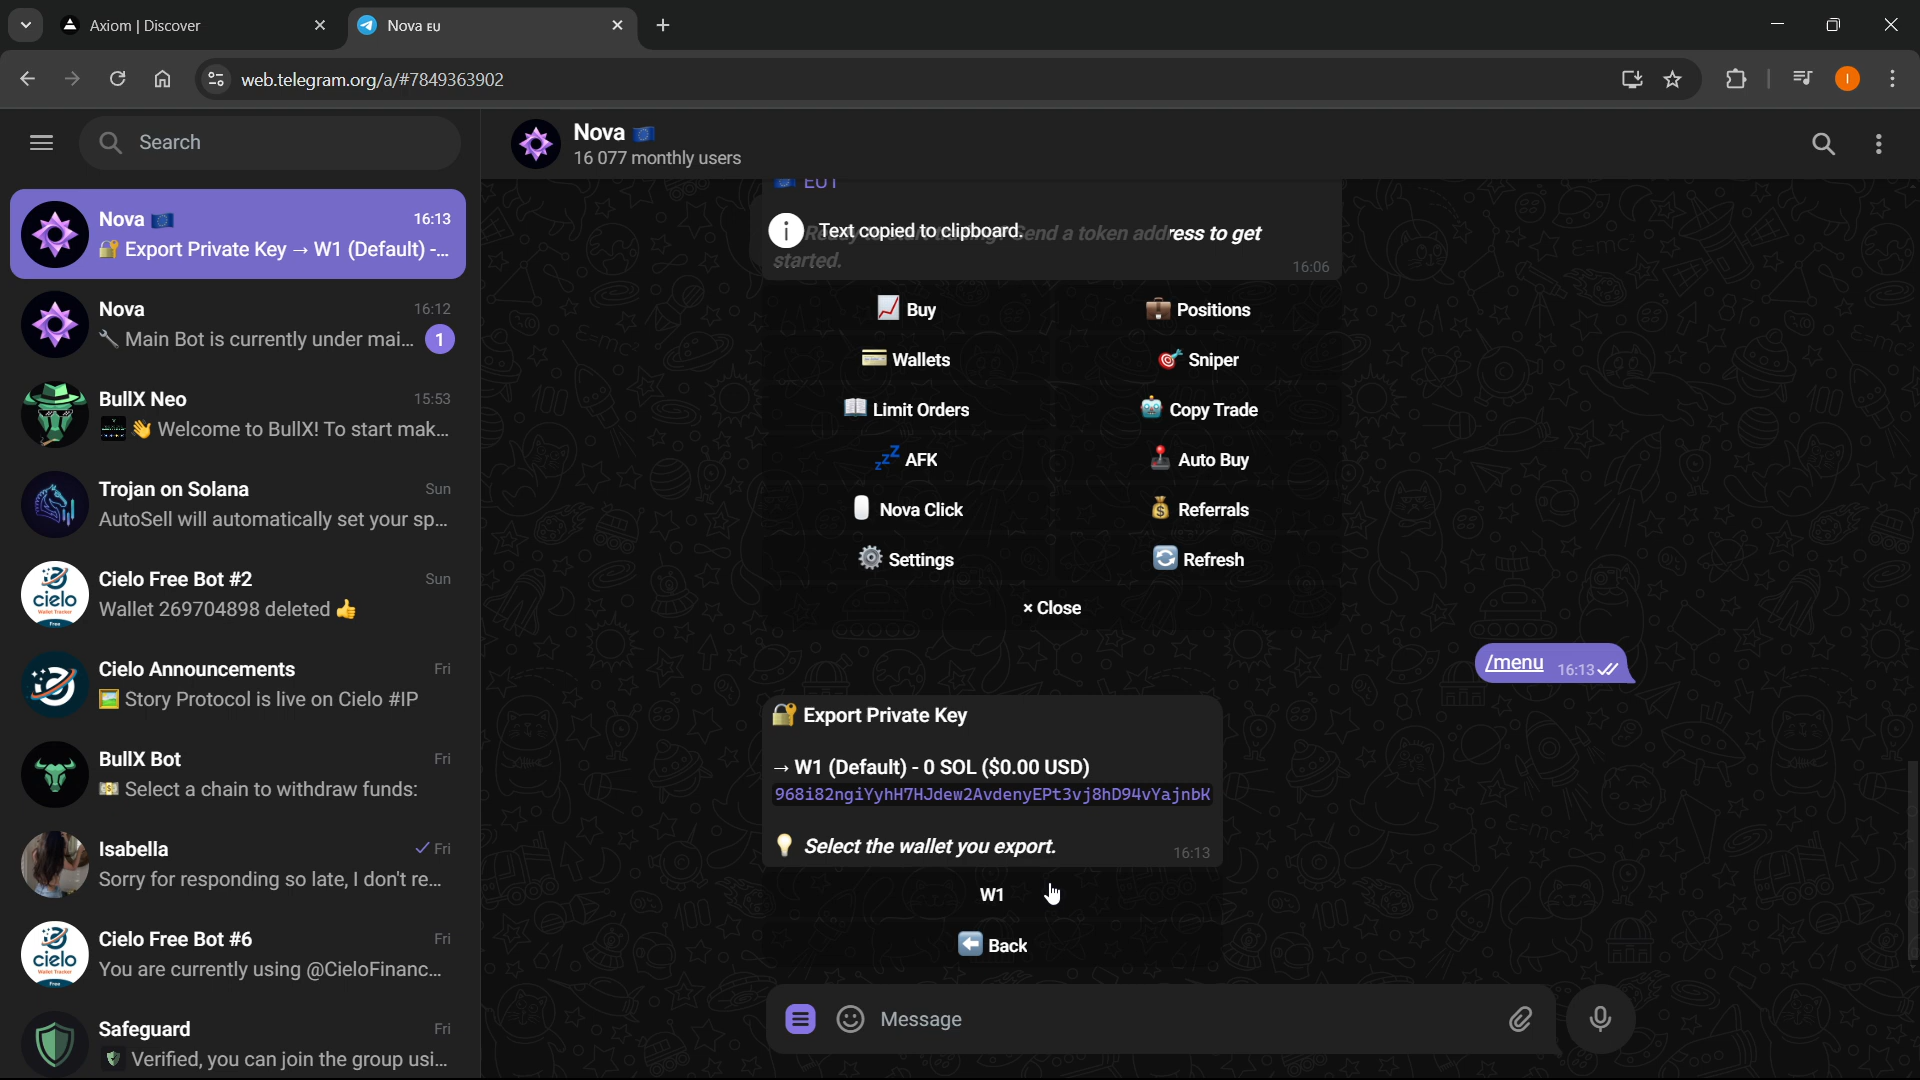 Axiom | Discover
Nova EU
web.telegram.org/a/#7849363902
Search
Nova 🇪🇺 16:13
🔐 Export Private Key → W1 (Default) -...
Nova 16:12
🔧 Main Bot is currently under mai... 1
BullX Neo 15:53
👋 Welcome to BullX! To start mak...
Trojan on Solana Sun
AutoSell will automatically set your sp...
Cielo Free Bot #2 Sun
Wallet 269704898 deleted 👍
Cielo Announcements Fri
🖼️ Story Protocol is live on Cielo #IP
BullX Bot Fri
💵 Select a chain to withdraw funds:
Isabella Fri
Sorry for responding so late, I don't re...
Cielo Free Bot #6 Fri
You are currently using @CieloFinanc...
Safeguard Fri
Verified, you can join the group usi...
Nova 🇪🇺
16 077 monthly users
🇪🇺 EU1
Text copied to clipboard.
send a token address to get
started. 16:06
📈 Buy
💼 Positions
💳 Wallets
🎯 Sniper
📖 Limit Orders
🤖 Copy Trade
💤 AFK
🕹️ Auto Buy
Nova Click
💰 Referrals
⚙️ Settings
🔄 Refresh
× Close
/menu 16:13
🔐 Export Private Key
→ W1 (Default) - 0 SOL ($0.00 USD)
968i82ngiYyhH7HJdew2AvdenyEPt3vj8hD94vYajnbK
💡 Select the wallet you export. 16:13
W1
⬅️ Back
Message